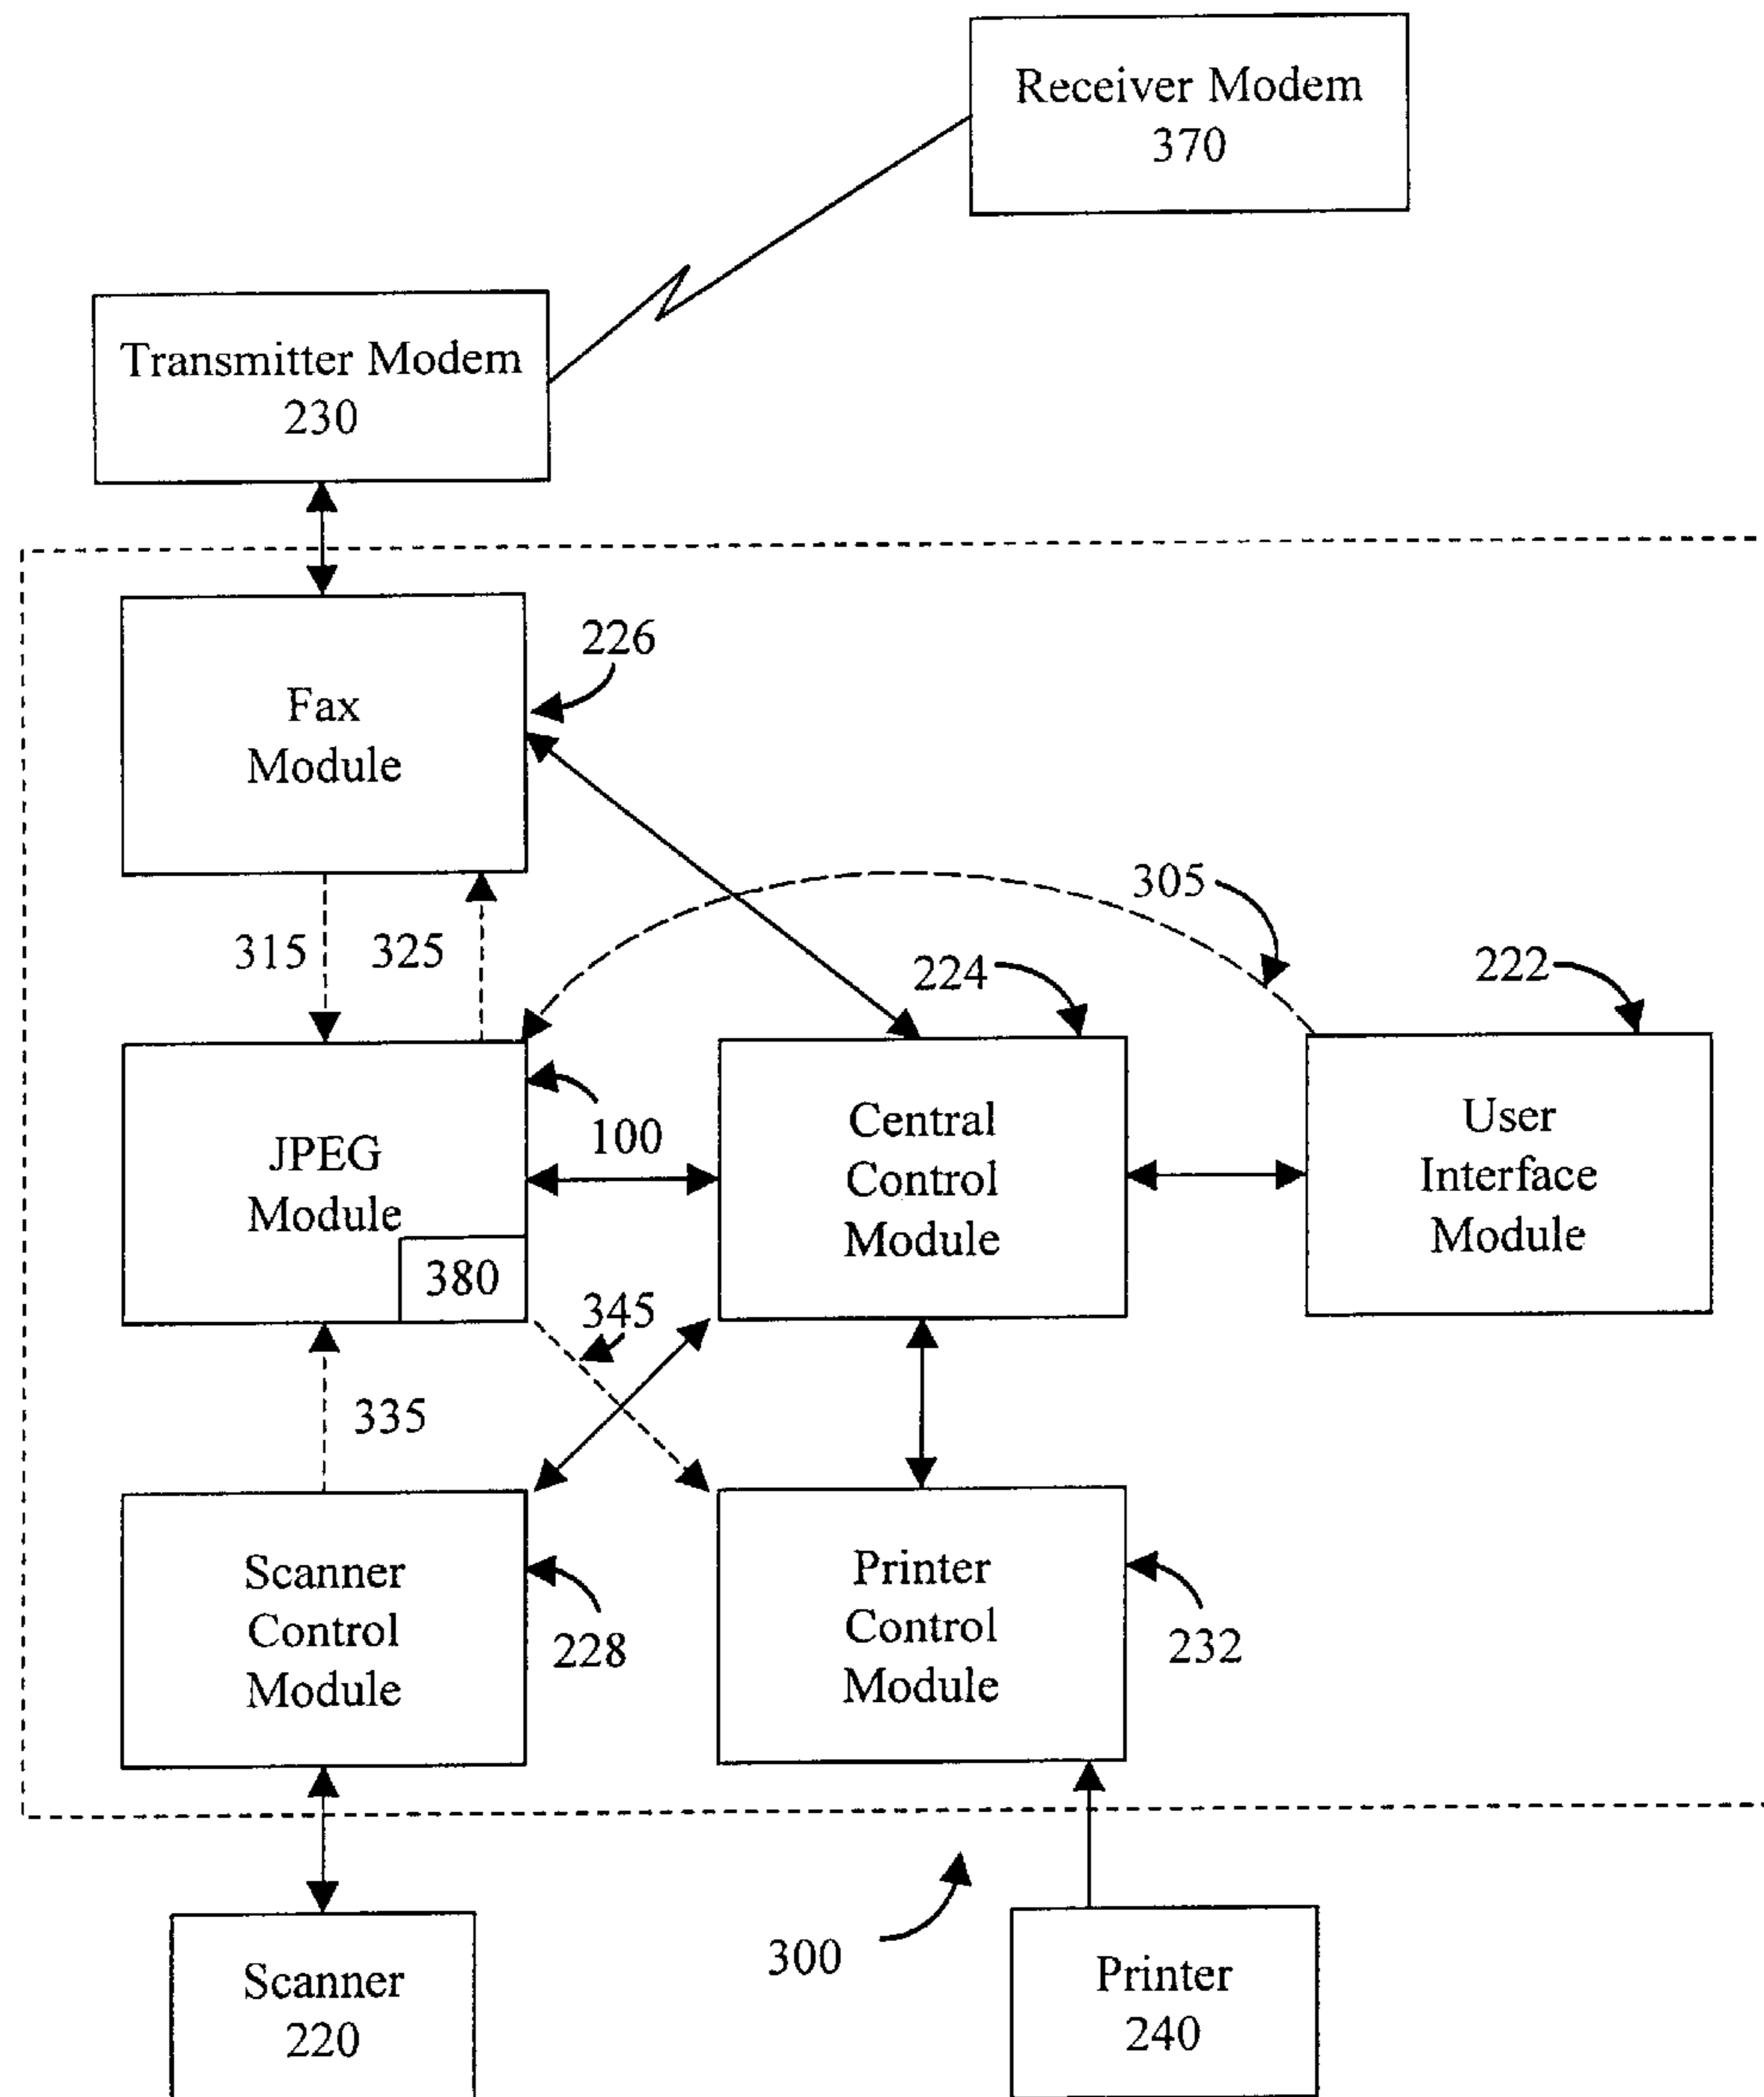 Receiver Modem
370
Transmitter Modem
230
226
Fax
Module
305
315
325
224
222
100
JPEG
Module
380
Central
Control
Module
User
Interface
Module
345
335
Scanner
Control
Module
228
Printer
Control
Module
232
300
Scanner
220
Printer
240